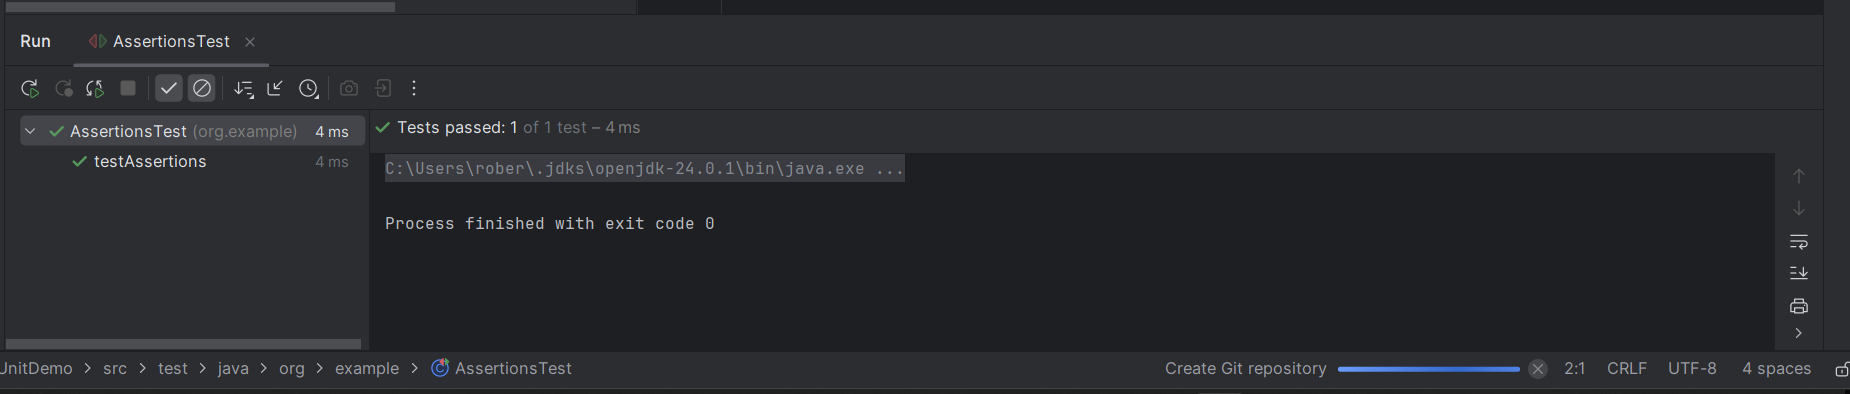 Run AssertionsTest
AssertionsTest (org.example) 4 ms
testAssertions 4 ms
Tests passed: 1 of 1 test – 4 ms
C:\Users\rober\.jdks\openjdk-24.0.1\bin\java.exe ...
Process finished with exit code 0
UnitDemo > src > test > java > org > example > AssertionsTest
Create Git repository 2:1 CRLF UTF-8 4 spaces